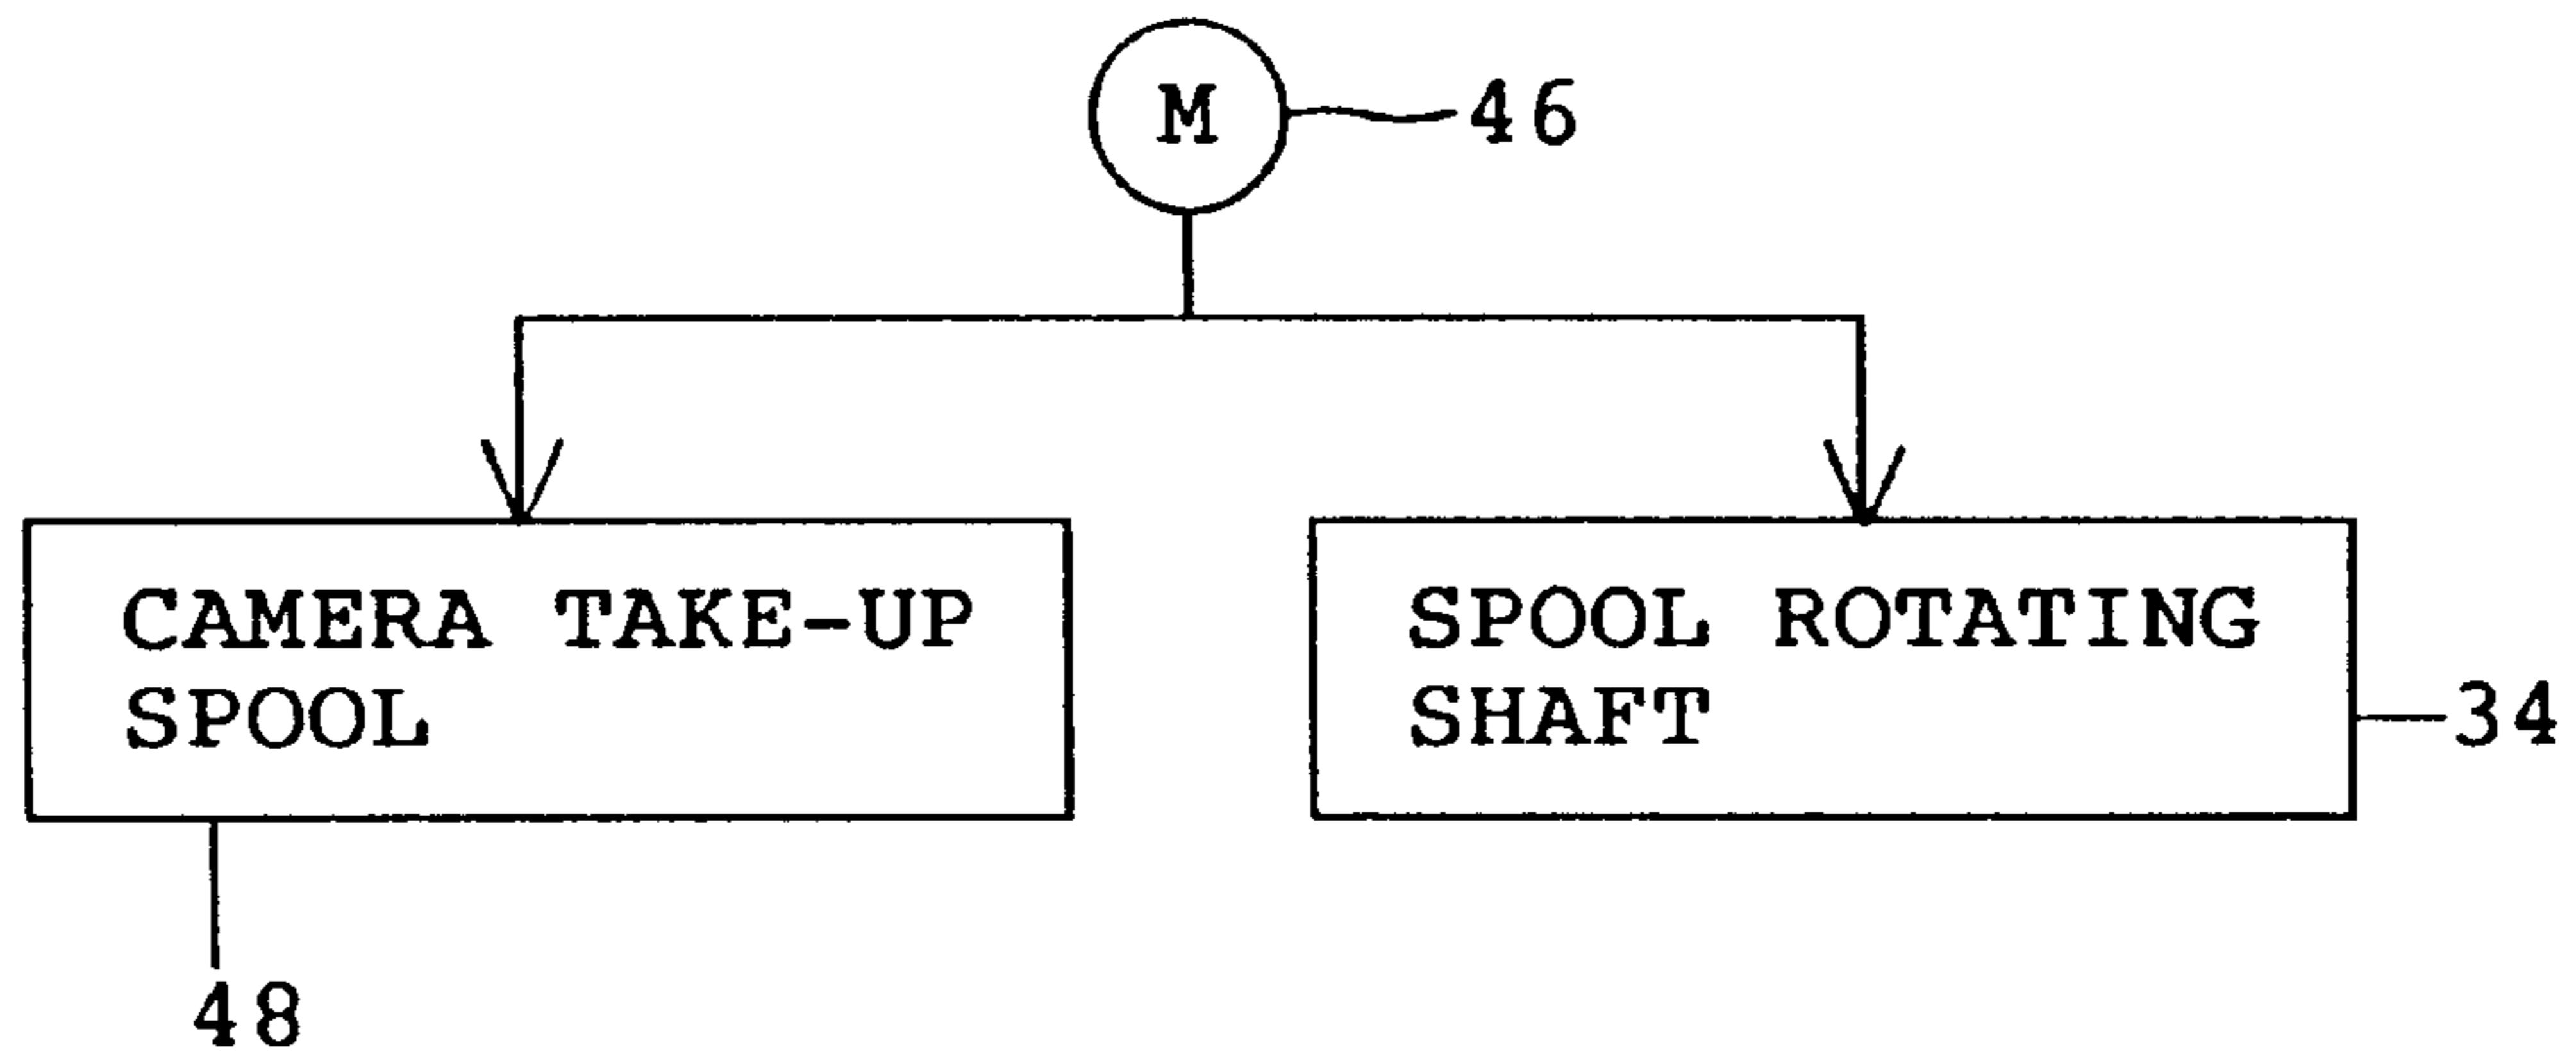 M
46
CAMERA TAKE-UP
SPOOL
SPOOL ROTATING
SHAFT
34
48